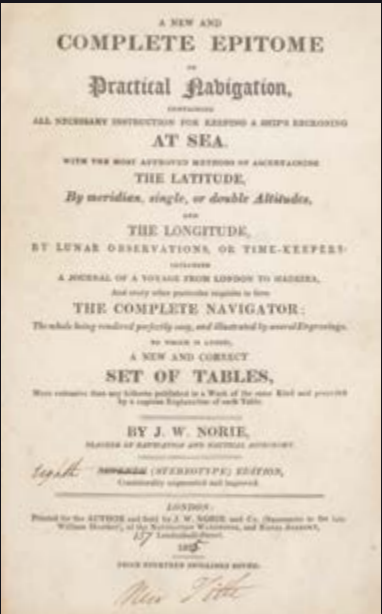 A NEW AND
COMPLETE EPITOME
OF
Practical Navigation,
CONTAINING
ALL NECESSARY INSTRUCTION FOR KEEPING A SHIP'S RECKONING
AT SEA,
WITH THE MOST APPROVED METHODS OF ASCERTAINING
THE LATITUDE,
By meridian, single, or double Altitudes,
AND
THE LONGITUDE,
BY LUNAR OBSERVATIONS, OR TIME-KEEPERS:
INCLUDING
A JOURNAL OF A VOYAGE FROM LONDON TO MADEIRA,
And every other particular requisite to form
THE COMPLETE NAVIGATOR:
The whole being rendered perfectly easy, and illustrated by several Engravings.
TO WHICH IS ADDED,
A NEW AND CORRECT
SET OF TABLES,
More extensive than any hitherto published in a Work of the same Kind and preceded
by a copious Explanation of each Table.
BY J. W. NORIE,
TEACHER OF NAVIGATION AND NAUTICAL ASTRONOMY.
Eighth SEVENTH (STEREOTYPE) EDITION,
Considerably augmented and improved.
LONDON:
Printed for the AUTHOR and Sold by J. W. NORIE and Co. (Successors to the late
William Heather), at the NAVIGATION WAREHOUSE, and NAVAL ACADEMY,
157 Leadenhall-Street.
PRICE FOURTEEN SHILLINGS BOUND.